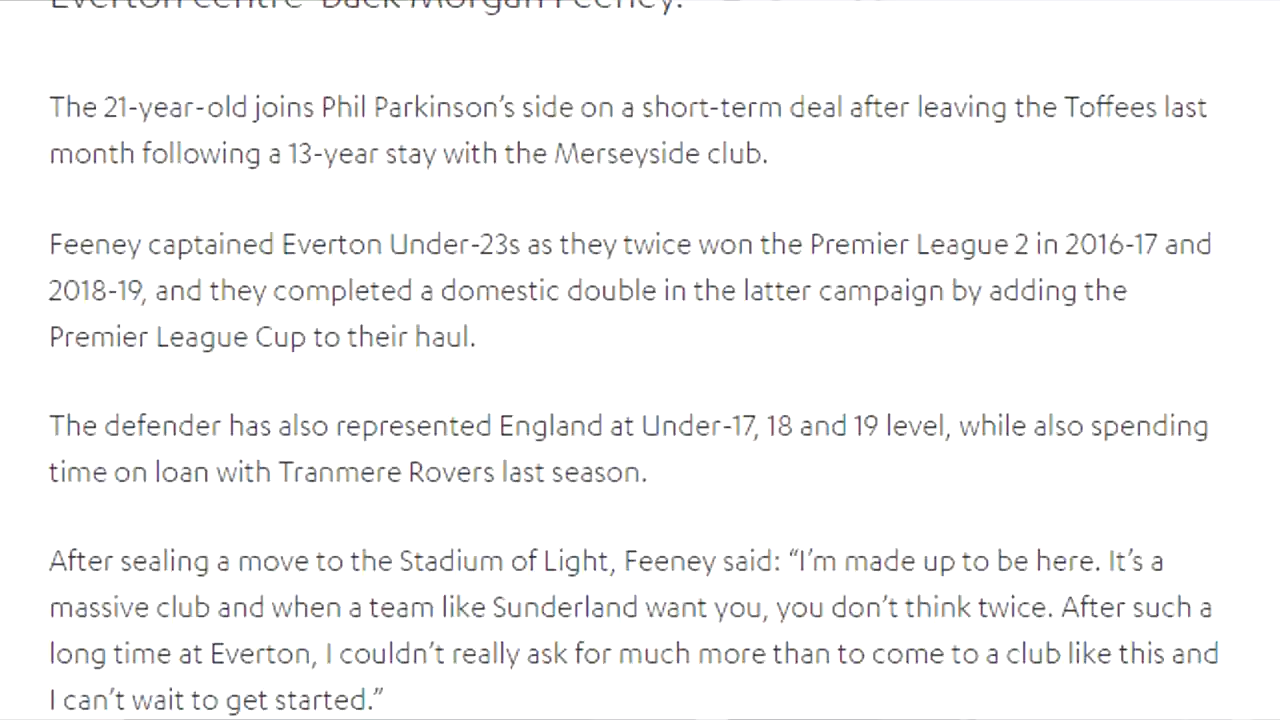 Everton centre-back Morgan Feeney.
The 21-year-old joins Phil Parkinson’s side on a short-term deal after leaving the Toffees last
month following a 13-year stay with the Merseyside club.
Feeney captained Everton Under-23s as they twice won the Premier League 2 in 2016-17 and
2018-19, and they completed a domestic double in the latter campaign by adding the
Premier League Cup to their haul.
The defender has also represented England at Under-17, 18 and 19 level, while also spending
time on loan with Tranmere Rovers last season.
After sealing a move to the Stadium of Light, Feeney said: “I’m made up to be here. It’s a
massive club and when a team like Sunderland want you, you don’t think twice. After such a
long time at Everton, I couldn’t really ask for much more than to come to a club like this and
I can’t wait to get started.”